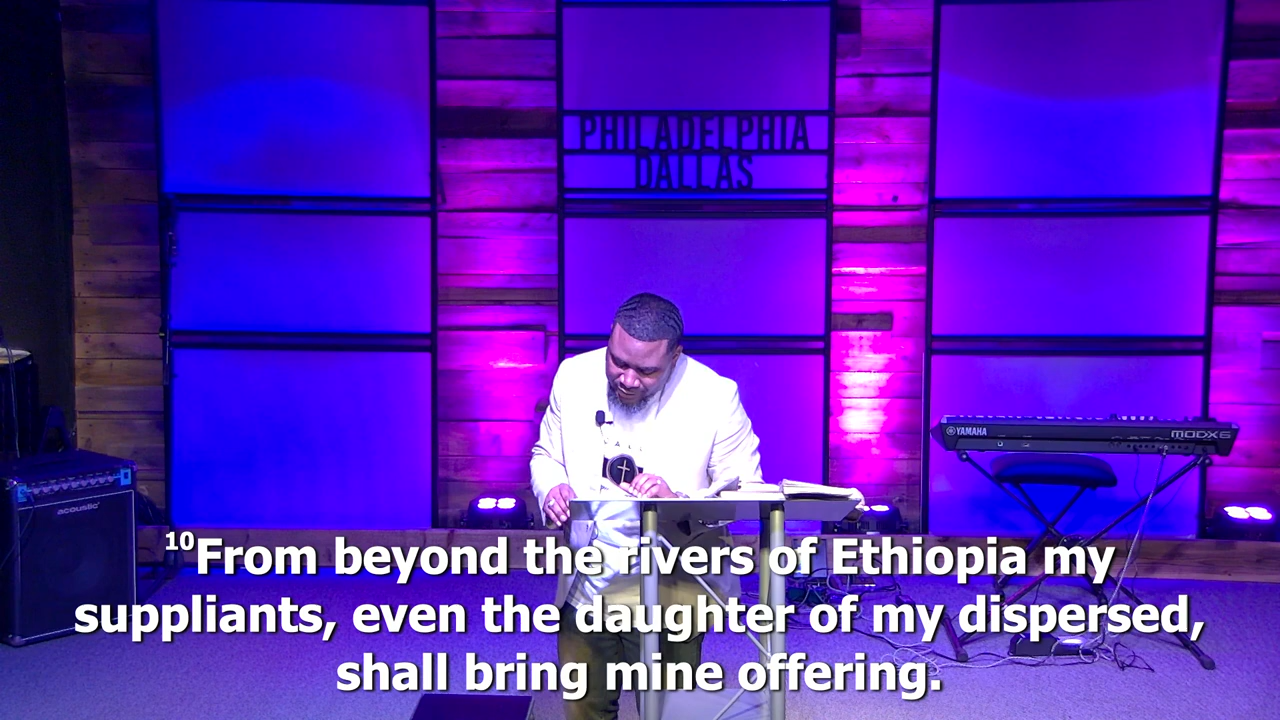 PHILADELPHIA
DALLAS
YAMAHA
MODX6
acoustic
¹⁰From beyond the rivers of Ethiopia my
suppliants, even the daughter of my dispersed,
shall bring mine offering.